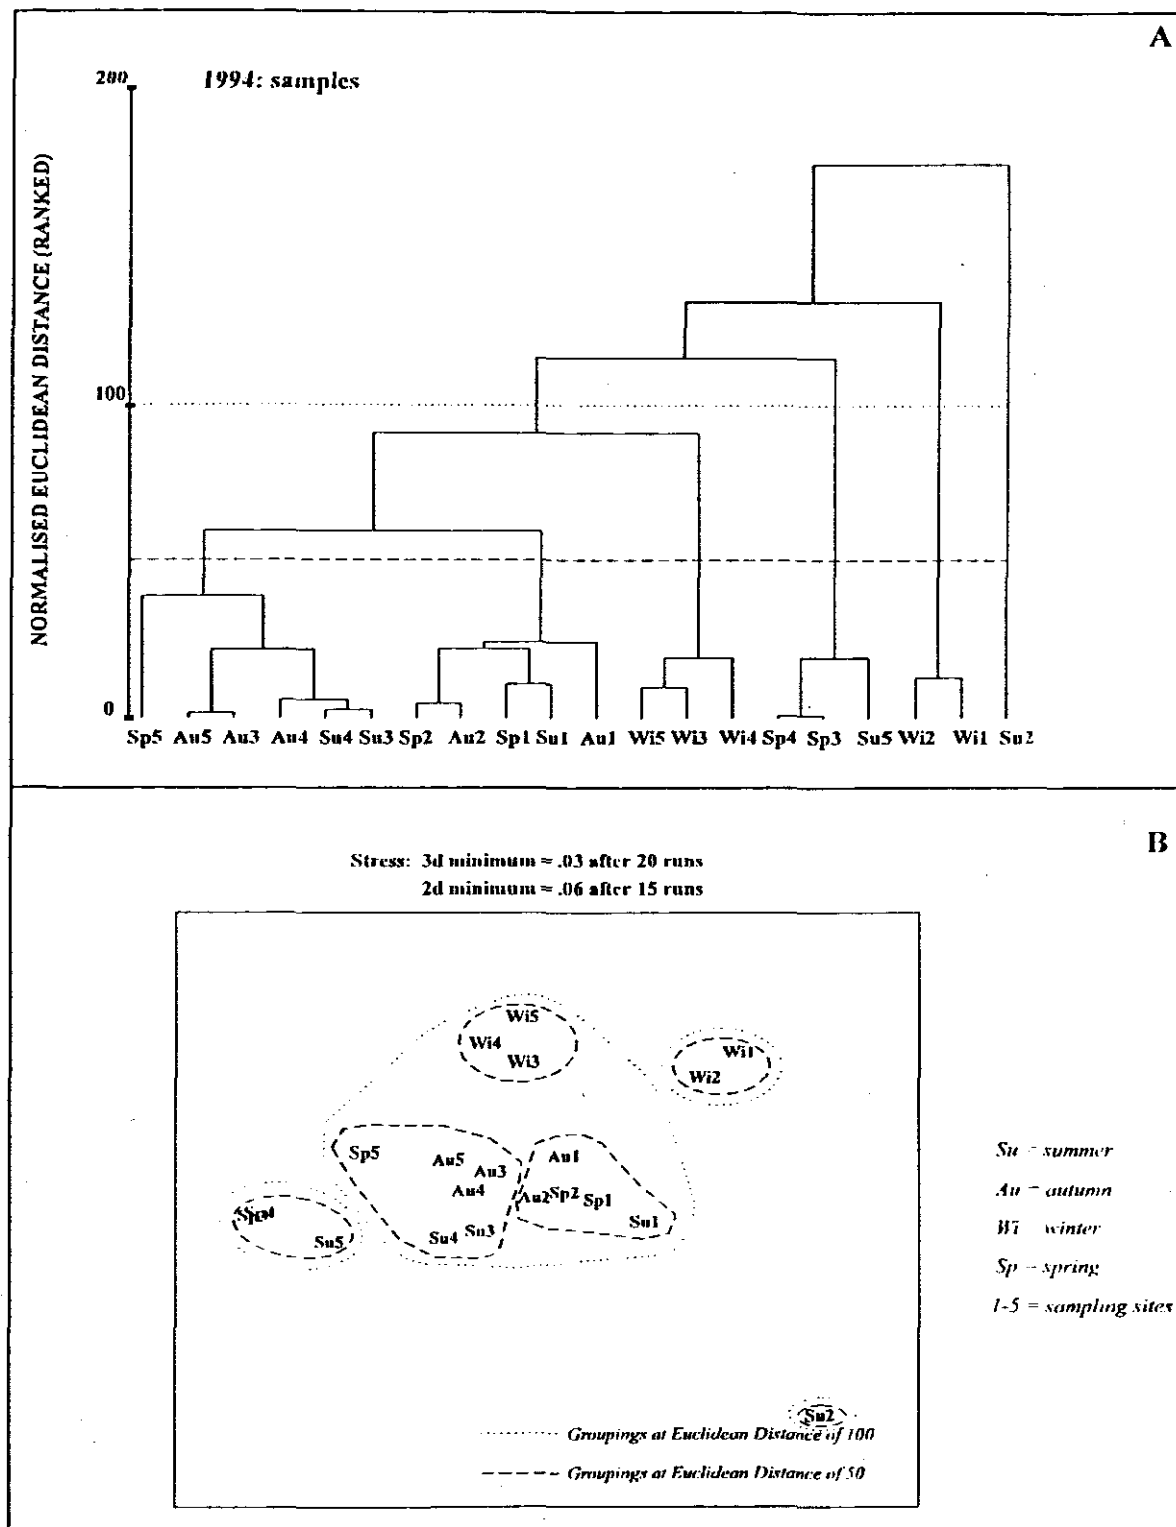 A
200
1994: samples
NORMALISED EUCLIDEAN DISTANCE (RANKED)
100
0
Sp5 Au5 Au3 Au4 Su4 Su3 Sp2 Au2 Sp1 Su1 Au1 Wi5 Wi3 Wi4 Sp4 Sp3 Su5 Wi2 Wi1 Su2
B
Stress: 3d minimum = .03 after 20 runs
2d minimum = .06 after 15 runs
Wi5
Wi4
Wi3
Wi1
Wi2
Sp5
Au5
Au3
Au4
Au1
Au2
Sp2
Sp1
Su1
Su3
Su4
Su5
Su2
Su = summer
Au = autumn
Wi = winter
Sp = spring
1-5 = sampling sites
Groupings at Euclidean Distance of 100
Groupings at Euclidean Distance of 50